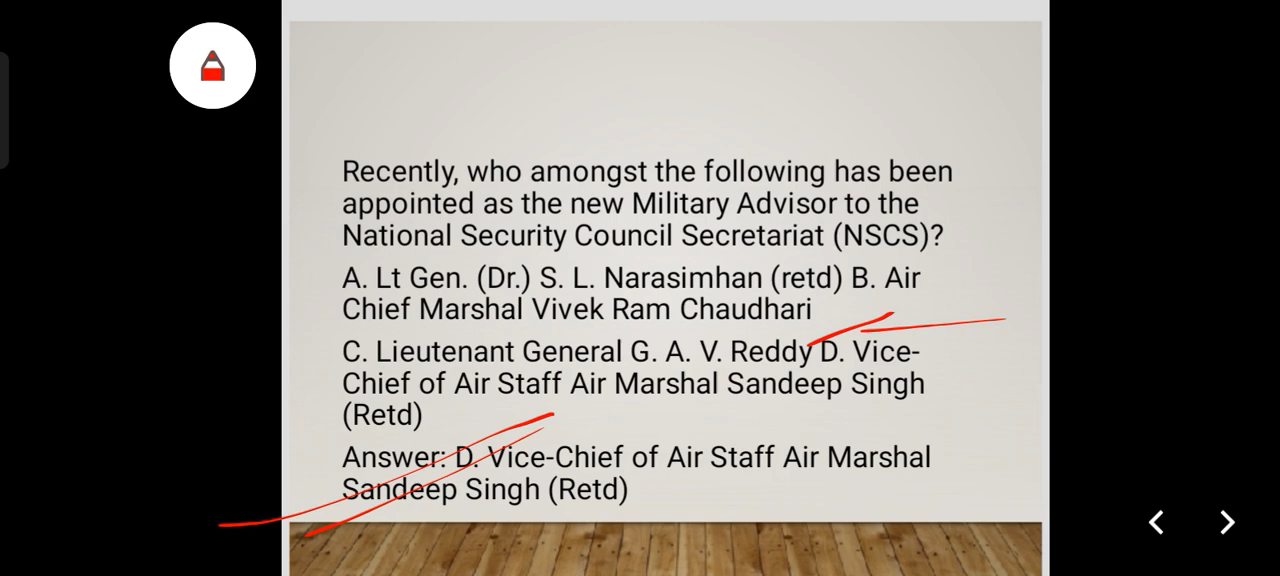 Recently, who amongst the following has been
appointed as the new Military Advisor to the
National Security Council Secretariat (NSCS)?
A. Lt Gen. (Dr.) S. L. Narasimhan (retd) B. Air
Chief Marshal Vivek Ram Chaudhari
C. Lieutenant General G. A. V. Reddy D. Vice-
Chief of Air Staff Air Marshal Sandeep Singh
(Retd)
Answer: D. Vice-Chief of Air Staff Air Marshal
Sandeep Singh (Retd)